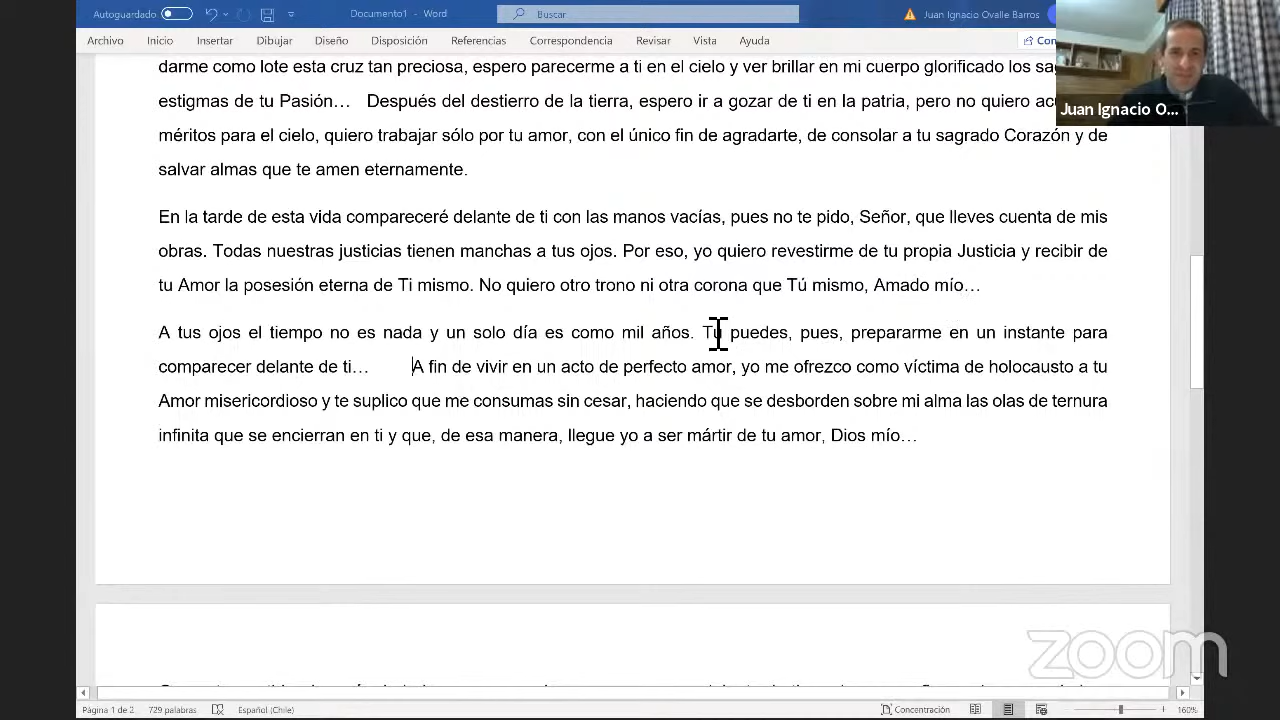 Autoguardado
Documento1 - Word
Buscar
Juan Ignacio Ovalle Barros
Archivo Inicio Insertar Dibujar Diseño Disposición Referencias Correspondencia Revisar Vista Ayuda
darme como lote esta cruz tan preciosa, espero parecerme a ti en el cielo y ver brillar en mi cuerpo glorificado los
estigmas de tu Pasión… Después del destierro de la tierra, espero ir a gozar de ti en la patria, pero no quiero
Juan Ignacio O...
méritos para el cielo, quiero trabajar sólo por tu amor, con el único fin de agradarte, de consolar a tu sagrado Corazón y de
salvar almas que te amen eternamente.
En la tarde de esta vida compareceré delante de ti con las manos vacías, pues no te pido, Señor, que lleves cuenta de mis
obras. Todas nuestras justicias tienen manchas a tus ojos. Por eso, yo quiero revestirme de tu propia Justicia y recibir de
tu Amor la posesión eterna de Ti mismo. No quiero otro trono ni otra corona que Tú mismo, Amado mío…
A tus ojos el tiempo no es nada y un solo día es como mil años. Tú puedes, pues, prepararme en un instante para
comparecer delante de ti… A fin de vivir en un acto de perfecto amor, yo me ofrezco como víctima de holocausto a tu
Amor misericordioso y te suplico que me consumas sin cesar, haciendo que se desborden sobre mi alma las olas de ternura
infinita que se encierran en ti y que, de esa manera, llegue yo a ser mártir de tu amor, Dios mío…
zoom
Página 1 de 2 729 palabras Español (Chile) Concentración 160%